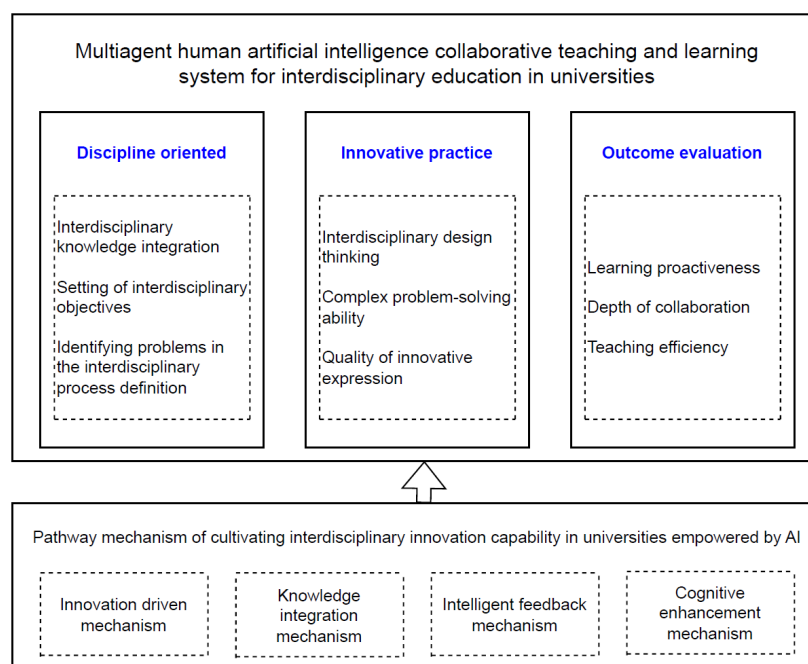 Multiagent human artificial intelligence collaborative teaching and learning
system for interdisciplinary education in universities
Discipline oriented
Interdisciplinary
knowledge integration
Setting of interdisciplinary
objectives
Identifying problems in
the interdisciplinary
process definition
Innovative practice
Interdisciplinary design
thinking
Complex problem-solving
ability
Quality of innovative
expression
Outcome evaluation
Learning proactiveness
Depth of collaboration
Teaching efficiency
Pathway mechanism of cultivating interdisciplinary innovation capability in universities empowered by AI
Innovation driven
mechanism
Knowledge
integration
mechanism
Intelligent feedback
mechanism
Cognitive
enhancement
mechanism